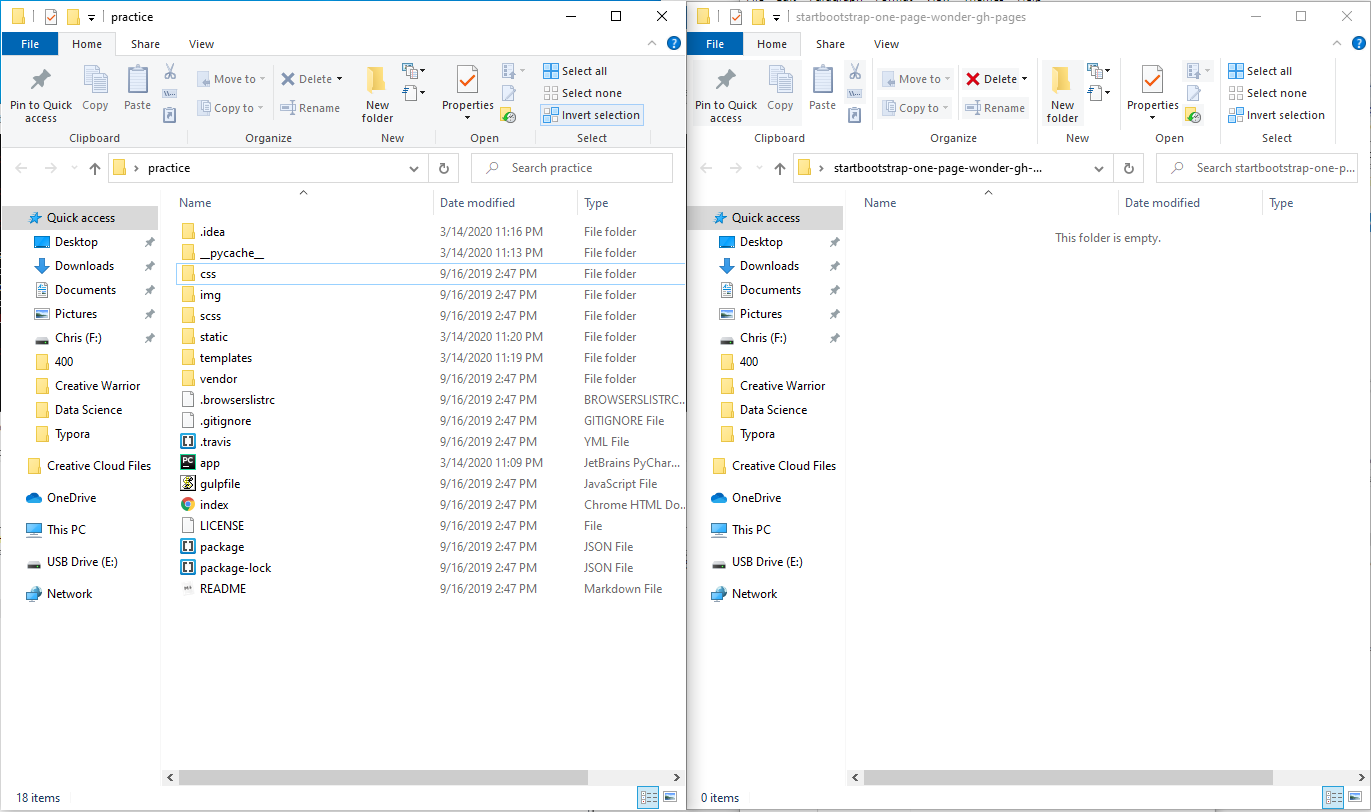 practice
File Home Share View
Pin to Quick access
Copy
Paste
Move to
Copy to
Delete
Rename
New folder
Properties
Select all
Select none
Invert selection
Clipboard Organize New Open Select
practice
Search practice
Name Date modified Type
Quick access
Desktop
Downloads
Documents
Pictures
Chris (F:)
400
Creative Warrior
Data Science
Typora
Creative Cloud Files
OneDrive
This PC
USB Drive (E:)
Network
.idea 3/14/2020 11:16 PM File folder
__pycache__ 3/14/2020 11:13 PM File folder
css 9/16/2019 2:47 PM File folder
img 9/16/2019 2:47 PM File folder
scss 9/16/2019 2:47 PM File folder
static 3/14/2020 11:20 PM File folder
templates 3/14/2020 11:19 PM File folder
vendor 9/16/2019 2:47 PM File folder
.browserslistrc 9/16/2019 2:47 PM BROWSERSLISTRC...
.gitignore 9/16/2019 2:47 PM GITIGNORE File
.travis 9/16/2019 2:47 PM YML File
app 3/14/2020 11:09 PM JetBrains PyChar...
gulpfile 9/16/2019 2:47 PM JavaScript File
index 9/16/2019 2:47 PM Chrome HTML Do...
LICENSE 9/16/2019 2:47 PM File
package 9/16/2019 2:47 PM JSON File
package-lock 9/16/2019 2:47 PM JSON File
README 9/16/2019 2:47 PM Markdown File
18 items
startbootstrap-one-page-wonder-gh-pages
File Home Share View
Pin to Quick access
Copy
Paste
Move to
Copy to
Delete
Rename
New folder
Properties
Select all
Select none
Invert selection
Clipboard Organize New Open Select
startbootstrap-one-page-wonder-gh-...
Search startbootstrap-one-p...
Name Date modified Type
This folder is empty.
Quick access
Desktop
Downloads
Documents
Pictures
Chris (F:)
400
Creative Warrior
Data Science
Typora
Creative Cloud Files
OneDrive
This PC
USB Drive (E:)
Network
0 items